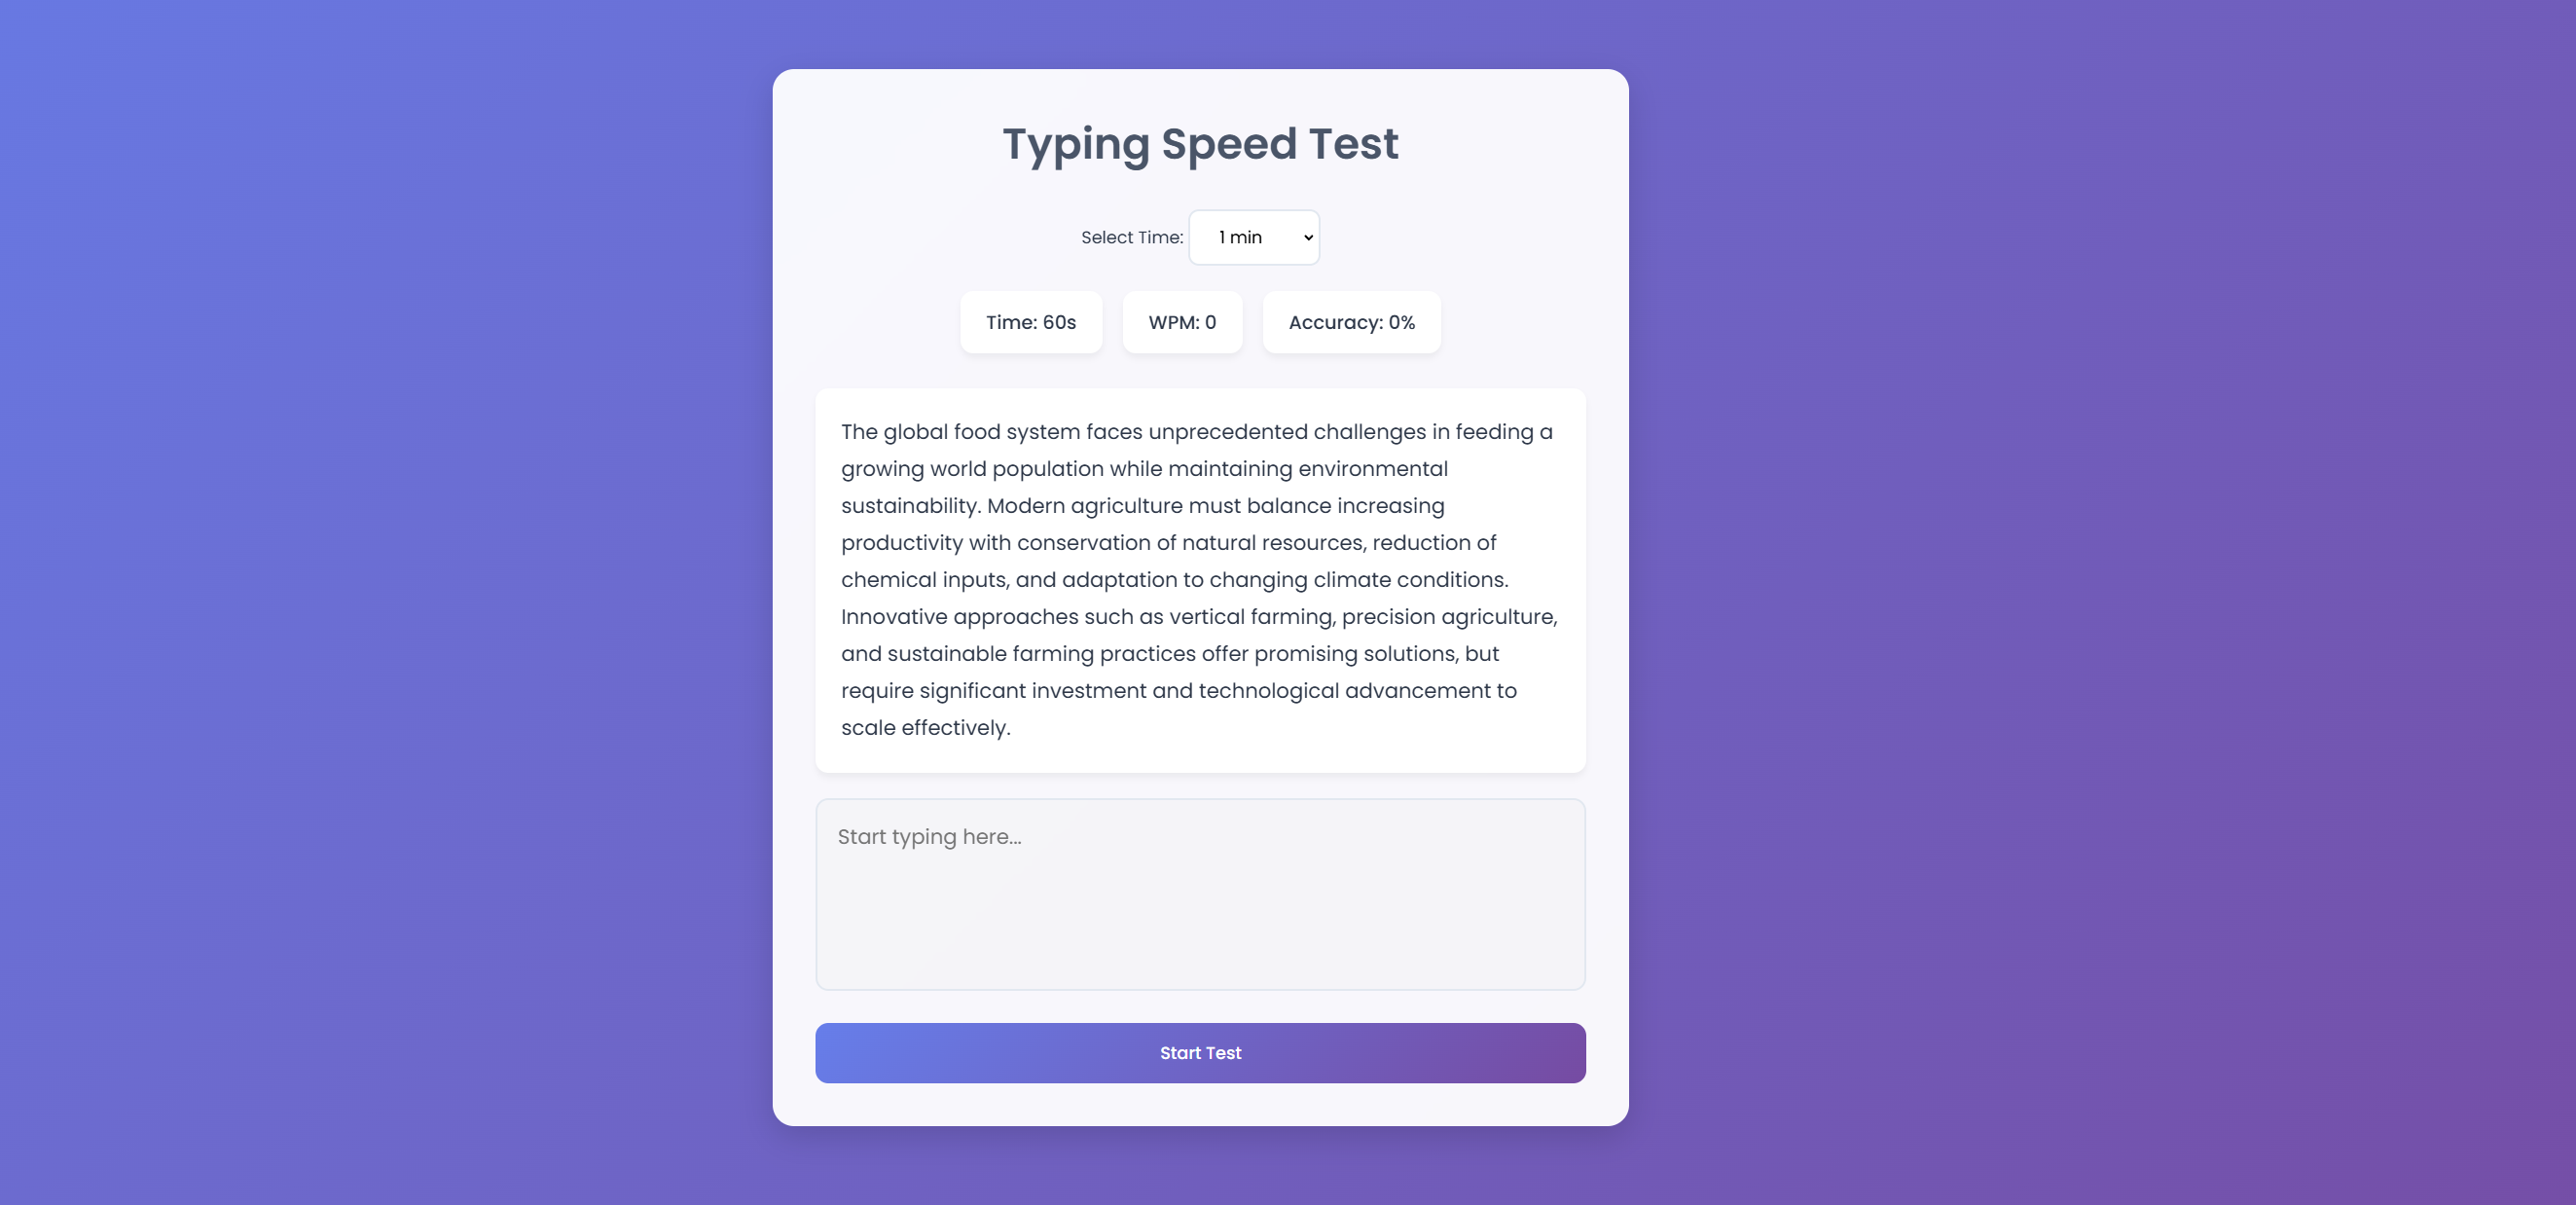 Typing Speed Test
Select Time: 1 min
Time: 60s WPM: 0 Accuracy: 0%
The global food system faces unprecedented challenges in feeding a
growing world population while maintaining environmental
sustainability. Modern agriculture must balance increasing
productivity with conservation of natural resources, reduction of
chemical inputs, and adaptation to changing climate conditions.
Innovative approaches such as vertical farming, precision agriculture,
and sustainable farming practices offer promising solutions, but
require significant investment and technological advancement to
scale effectively.
Start typing here...
Start Test